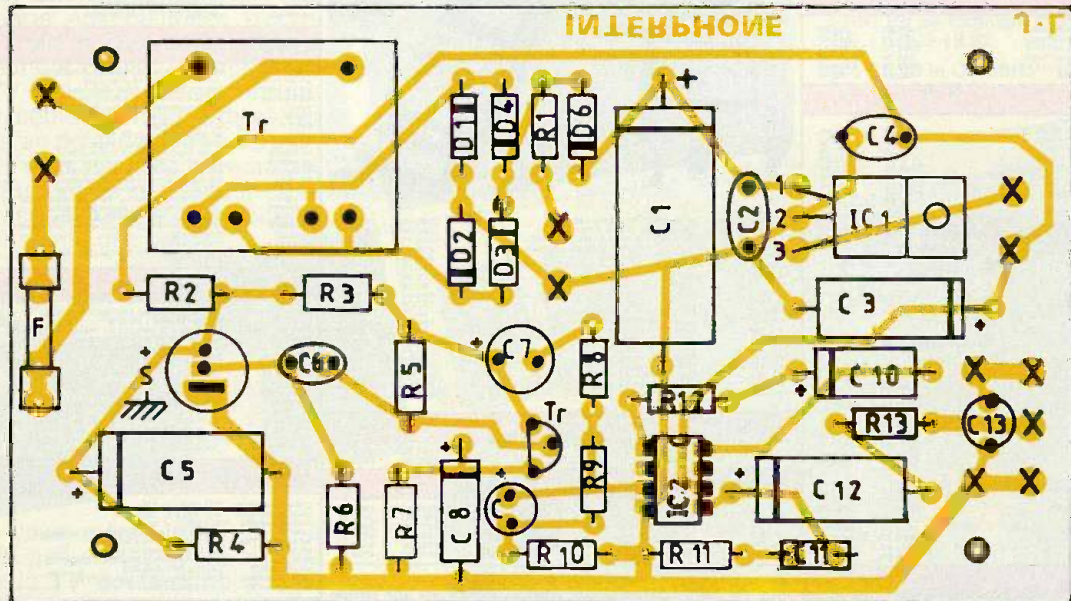 INTERPHONE
Tr
D1
D4
R1
D6
+
C4
C1
C2
1
2
3
IC1
D2
D3
R2
R3
C3
+
F
+
S
C6
R5
+
C7
R8
R12
+
C10
R13
C13
Tr
C5
+
R6
R7
+
C8
+
C
R9
IC2
+
C12
R4
R10
R11
C11